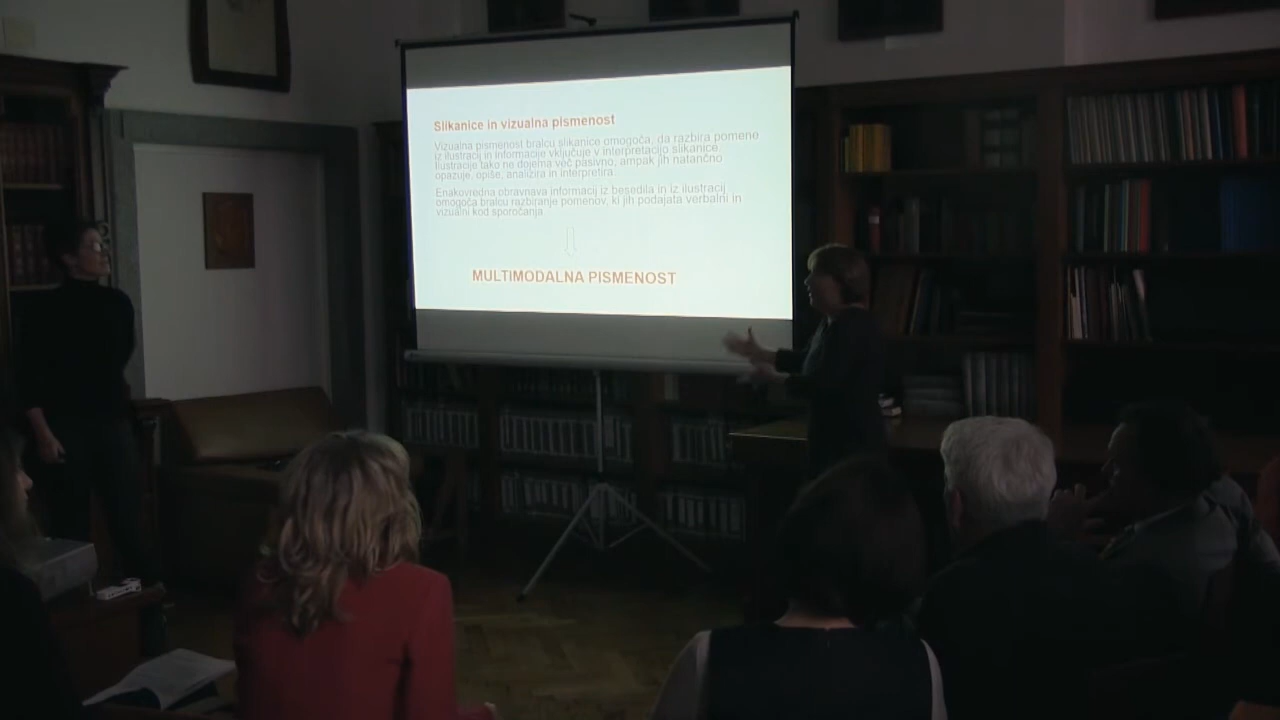 Slikanice in vizualna pismenost
Vizualna pismenost bralcu slikanice omogoča, da razbira pomene
iz ilustracij in informacije vključuje v interpretacijo slikanice.
Ilustracije tako ne dojema več pasivno, ampak jih natančno
opazuje, opiše, analizira in interpretira.
Enakovredna obravnava informacij iz besedila in iz ilustracij
omogoča bralcu razbiranje pomenov, ki jih podajata verbalni in
vizualni kod sporočanja
MULTIMODALNA PISMENOST